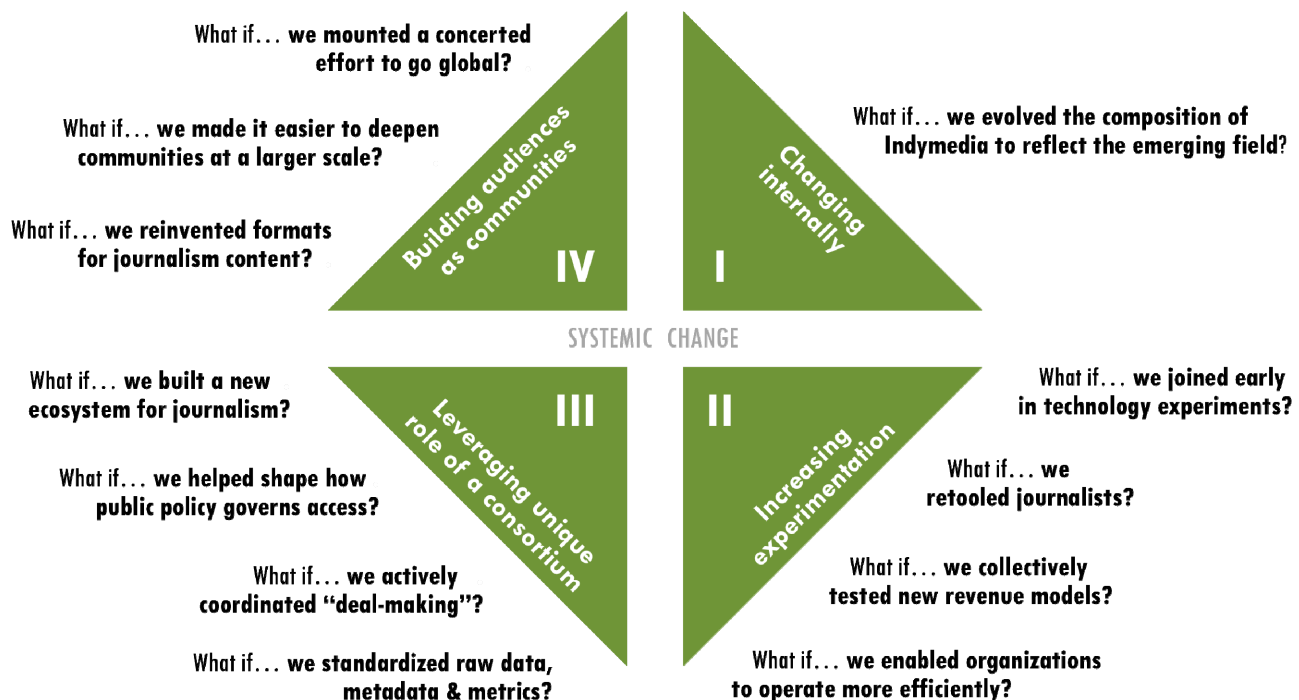 What if… we mounted a concerted
effort to go global?
What if… we made it easier to deepen
communities at a larger scale?
What if… we reinvented formats
for journalism content?
Building audiences
as communities
IV
Changing
internally
I
What if… we evolved the composition of
Indymedia to reflect the emerging field?
SYSTEMIC CHANGE
What if… we joined early
in technology experiments?
What if… we
retooled journalists?
What if… we collectively
tested new revenue models?
What if… we enabled organizations
to operate more efficiently?
II
Increasing
experimentation
III
Leveraging unique
role of a consortium
What if… we built a new
ecosystem for journalism?
What if… we helped shape how
public policy governs access?
What if… we actively
coordinated “deal-making”?
What if… we standardized raw data,
metadata & metrics?